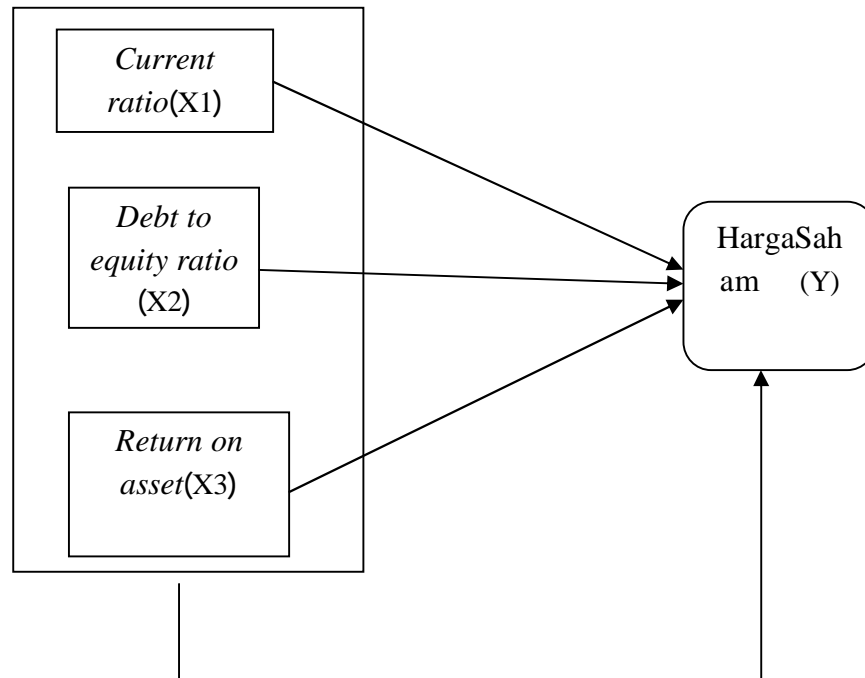 Current
ratio(X1)
Debt to
equity ratio
(X2)
Return on
asset(X3)
HargaSah
am (Y)